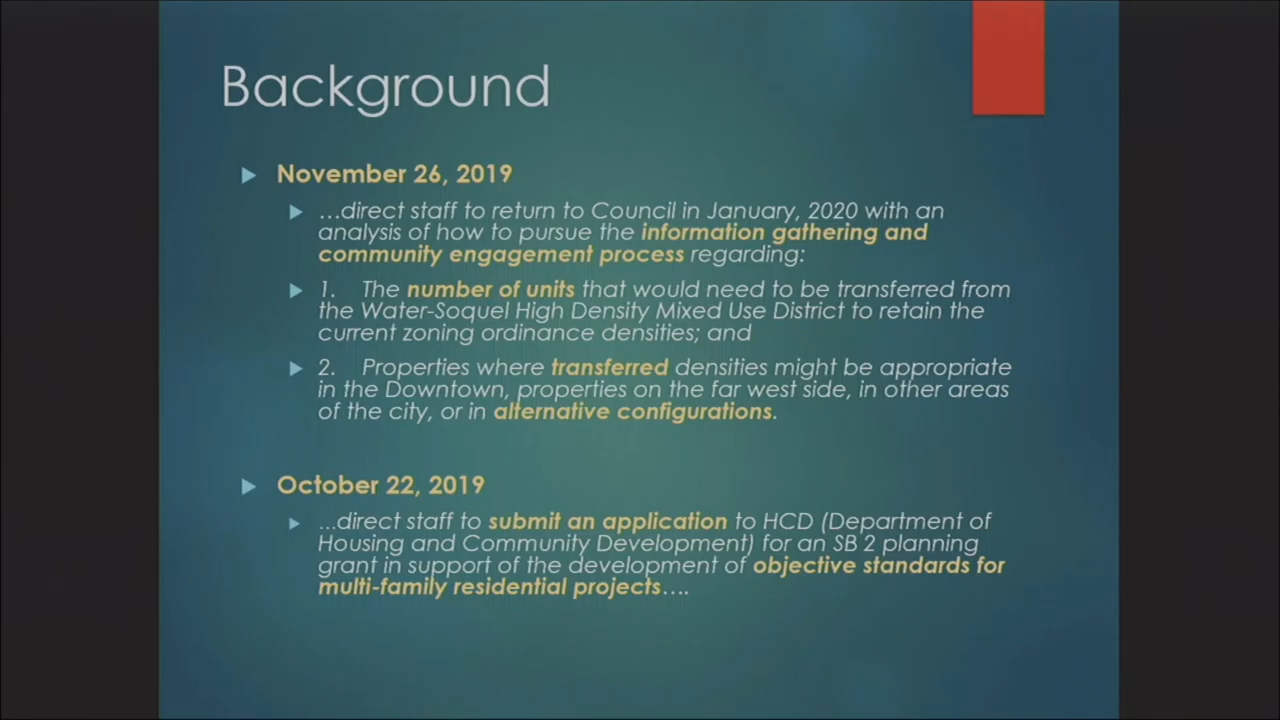 Background
November 26, 2019
...direct staff to return to Council in January, 2020 with an
analysis of how to pursue the information gathering and
community engagement process regarding:
1. The number of units that would need to be transferred from
the Water-Soquel High Density Mixed Use District to retain the
current zoning ordinance densities; and
2. Properties where transferred densities might be appropriate
in the Downtown, properties on the far west side, in other areas
of the city, or in alternative configurations.
October 22, 2019
...direct staff to submit an application to HCD (Department of
Housing and Community Development) for an SB 2 planning
grant in support of the development of objective standards for
multi-family residential projects....